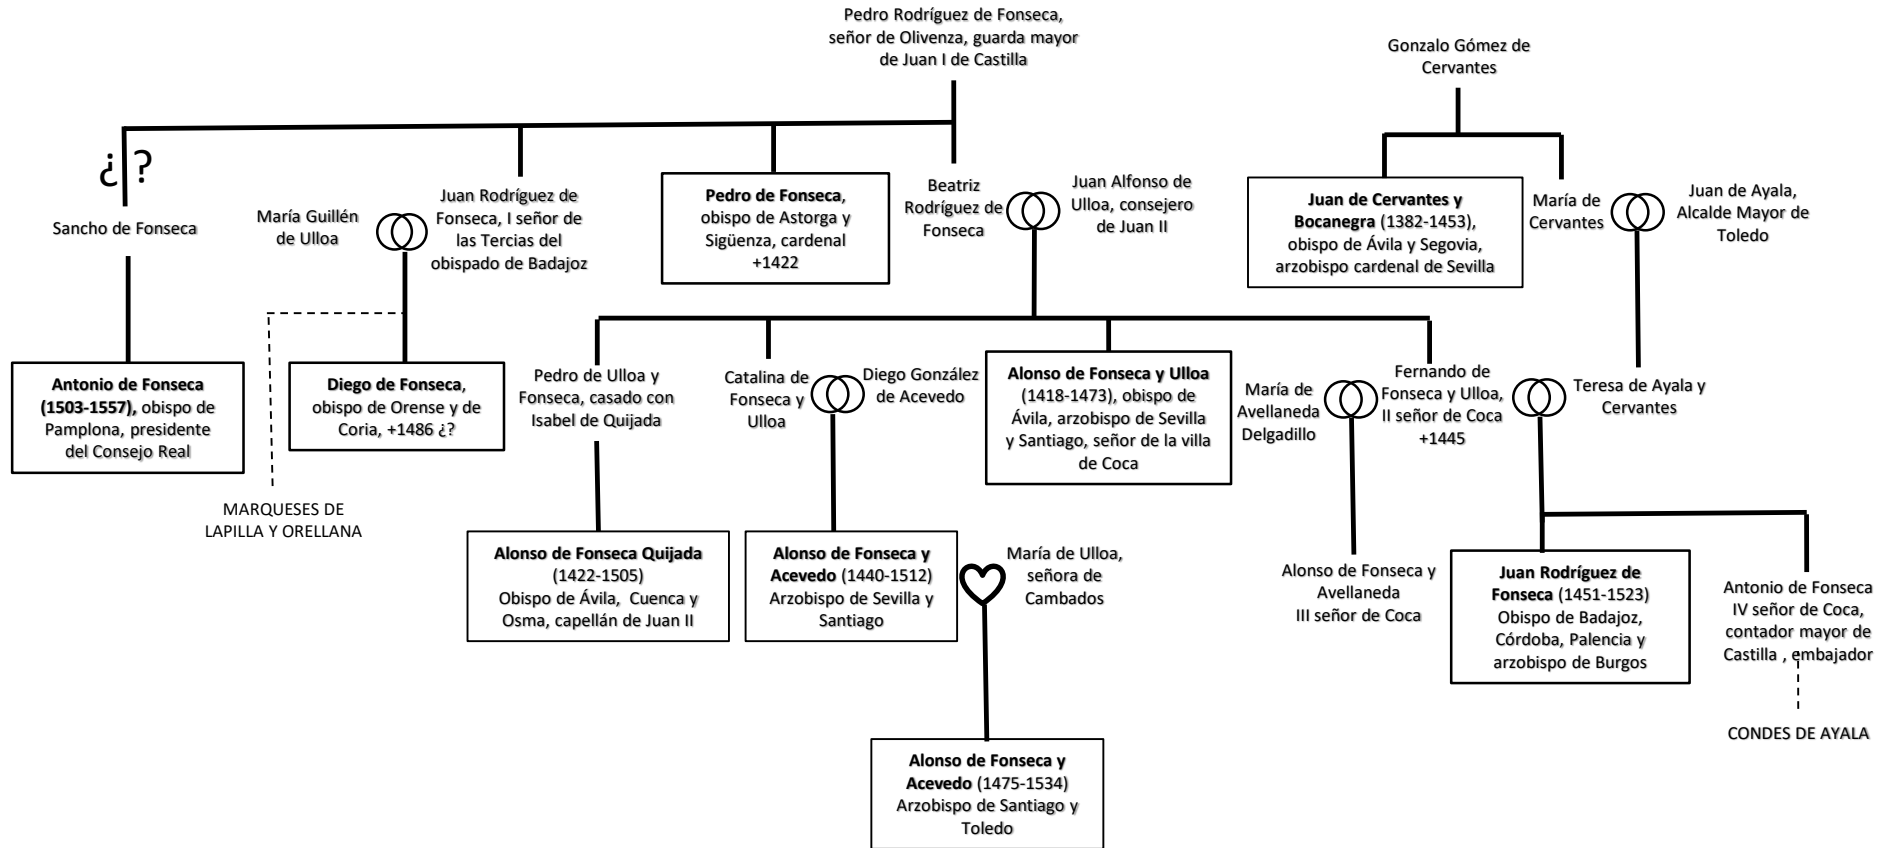 Pedro Rodríguez de Fonseca,
señor de Olivenza, guarda mayor
de Juan I de Castilla
Gonzalo Gómez de
Cervantes
¿ ?
Sancho de Fonseca
María Guillén
de Ulloa
Juan Rodríguez de
Fonseca, I señor de
las Tercias del
obispado de Badajoz
Pedro de Fonseca,
obispo de Astorga y
Sigüenza, cardenal
+1422
Beatriz
Rodríguez de
Fonseca
Juan Alfonso de
Ulloa, consejero
de Juan II
Juan de Cervantes y
Bocanegra (1382-1453),
obispo de Ávila y Segovia,
arzobispo cardenal de Sevilla
María de
Cervantes
Juan de Ayala,
Alcalde Mayor de
Toledo
Antonio de Fonseca
(1503-1557), obispo de
Pamplona, presidente
del Consejo Real
Diego de Fonseca,
obispo de Orense y de
Coria, +1486 ¿?
Pedro de Ulloa y
Fonseca, casado con
Isabel de Quijada
Catalina de
Fonseca y
Ulloa
Diego González
de Acevedo
Alonso de Fonseca y Ulloa
(1418-1473), obispo de
Ávila, arzobispo de Sevilla
y Santiago, señor de la villa
de Coca
María de
Avellaneda
Delgadillo
Fernando de
Fonseca y Ulloa,
II señor de Coca
+1445
Teresa de Ayala y
Cervantes
MARQUESES DE
LAPILLA Y ORELLANA
Alonso de Fonseca Quijada
(1422-1505)
Obispo de Ávila, Cuenca y
Osma, capellán de Juan II
Alonso de Fonseca y
Acevedo (1440-1512)
Arzobispo de Sevilla y
Santiago
María de Ulloa,
señora de
Cambados
Alonso de Fonseca y
Avellaneda
III señor de Coca
Juan Rodríguez de
Fonseca (1451-1523)
Obispo de Badajoz,
Córdoba, Palencia y
arzobispo de Burgos
Antonio de Fonseca
IV señor de Coca,
contador mayor de
Castilla , embajador
CONDES DE AYALA
Alonso de Fonseca y
Acevedo (1475-1534)
Arzobispo de Santiago y
Toledo